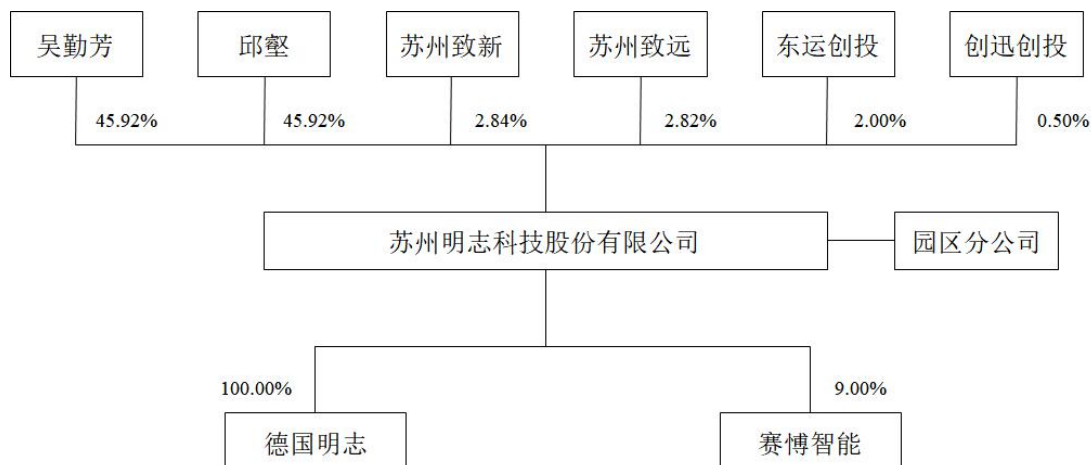 吴勤芳 邱壑 苏州致新 苏州致远 东运创投 创迅创投
45.92% 45.92% 2.84% 2.82% 2.00% 0.50%
苏州明志科技股份有限公司 园区分公司
100.00% 9.00%
德国明志 赛博智能